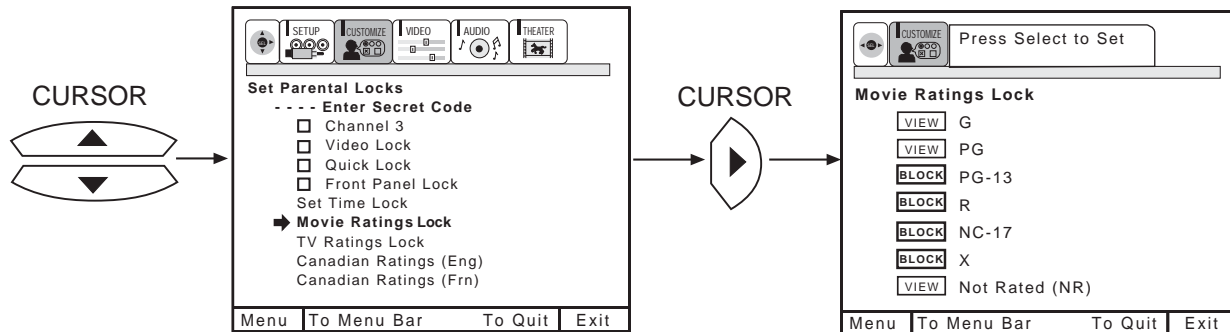 CURSOR
SETUP
CUSTOMIZE
VIDEO
AUDIO
THEATER
SEL
Set Parental Locks
- - - - Enter Secret Code
Channel 3
Video Lock
Quick Lock
Front Panel Lock
Set Time Lock
Movie Ratings Lock
TV Ratings Lock
Canadian Ratings (Eng)
Canadian Ratings (Frn)
Menu To Menu Bar To Quit Exit
CURSOR
SEL
CUSTOMIZE
Press Select to Set
Movie Ratings Lock
VIEW G
VIEW PG
BLOCK PG-13
BLOCK R
BLOCK NC-17
BLOCK X
VIEW Not Rated (NR)
Menu To Menu Bar To Quit Exit